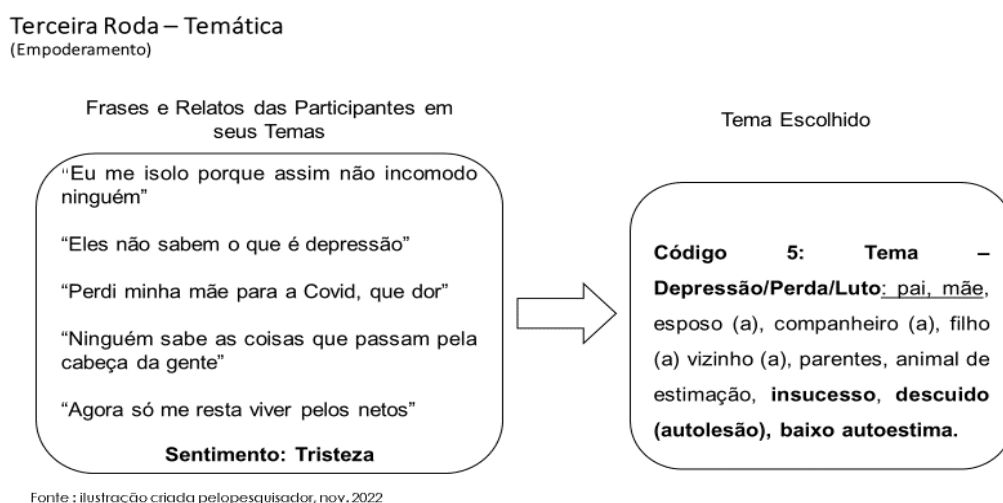 Terceira Roda – Temática
(Empoderamento)
Frases e Relatos das Participantes em
seus Temas
“Eu me isolo porque assim não incomodo
ninguém”
“Eles não sabem o que é depressão”
“Perdi minha mãe para a Covid, que dor”
“Ninguém sabe as coisas que passam pela
cabeça da gente”
“Agora só me resta viver pelos netos”
Sentimento: Tristeza
Tema Escolhido
Código 5: Tema –
Depressão/Perda/Luto: pai, mãe,
esposo (a), companheiro (a), filho
(a) vizinho (a), parentes, animal de
estimação, insucesso, descuido
(autolesão), baixo autoestima.
Fonte : ilustração criada pelopesquisador, nov. 2022